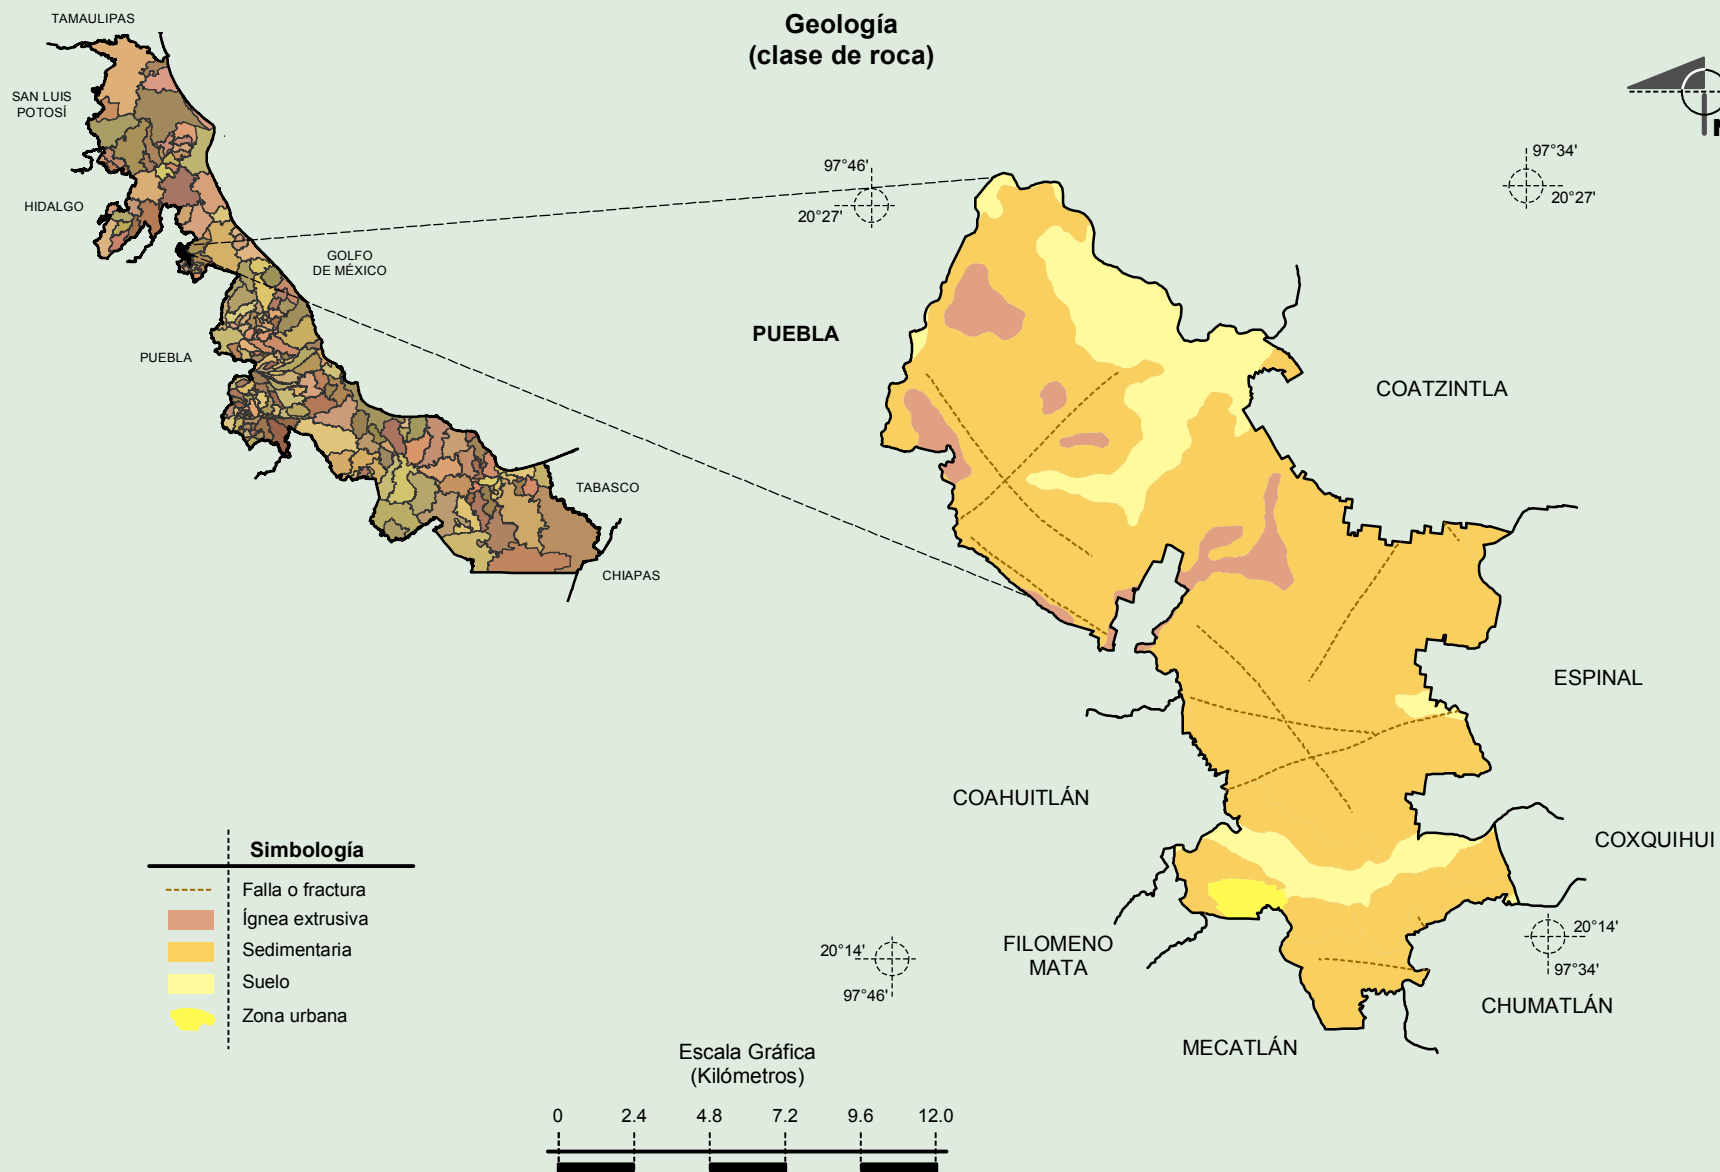 Geología
(clase de roca)
TAMAULIPAS
SAN LUIS
POTOSÍ
HIDALGO
GOLFO
DE MÉXICO
PUEBLA
TABASCO
CHIAPAS
N
97°46'
20°27'
97°34'
20°27'
PUEBLA
COATZINTLA
ESPINAL
COAHUITLÁN
COXQUIHUI
FILOMENO
MATA
CHUMATLÁN
MECATLÁN
20°14'
97°46'
20°14'
97°34'
Simbología
Falla o fractura
Ígnea extrusiva
Sedimentaria
Suelo
Zona urbana
Escala Gráfica
(Kilómetros)
0 2.4 4.8 7.2 9.6 12.0